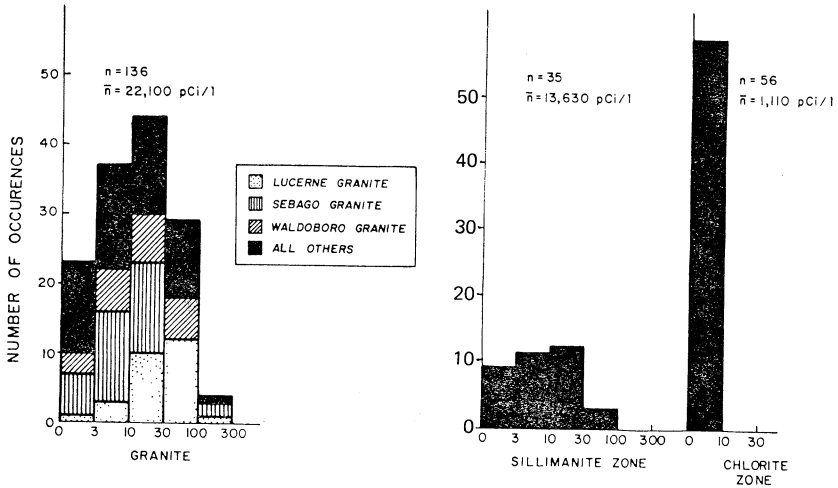 NUMBER OF OCCURENCES
50
40
30
20
10
0
n = 136
n̄ = 22,100 pCi/l
LUCERNE GRANITE
SEBAGO GRANITE
WALDOBORO GRANITE
ALL OTHERS
0 3 10 30 100 300
GRANITE
50
40
30
20
10
0
n = 35
n̄ = 13,630 pCi/l
0 3 10 30 100 300
SILLIMANITE ZONE
n = 56
n̄ = 1,110 pCi/l
0 10 30
CHLORITE
ZONE